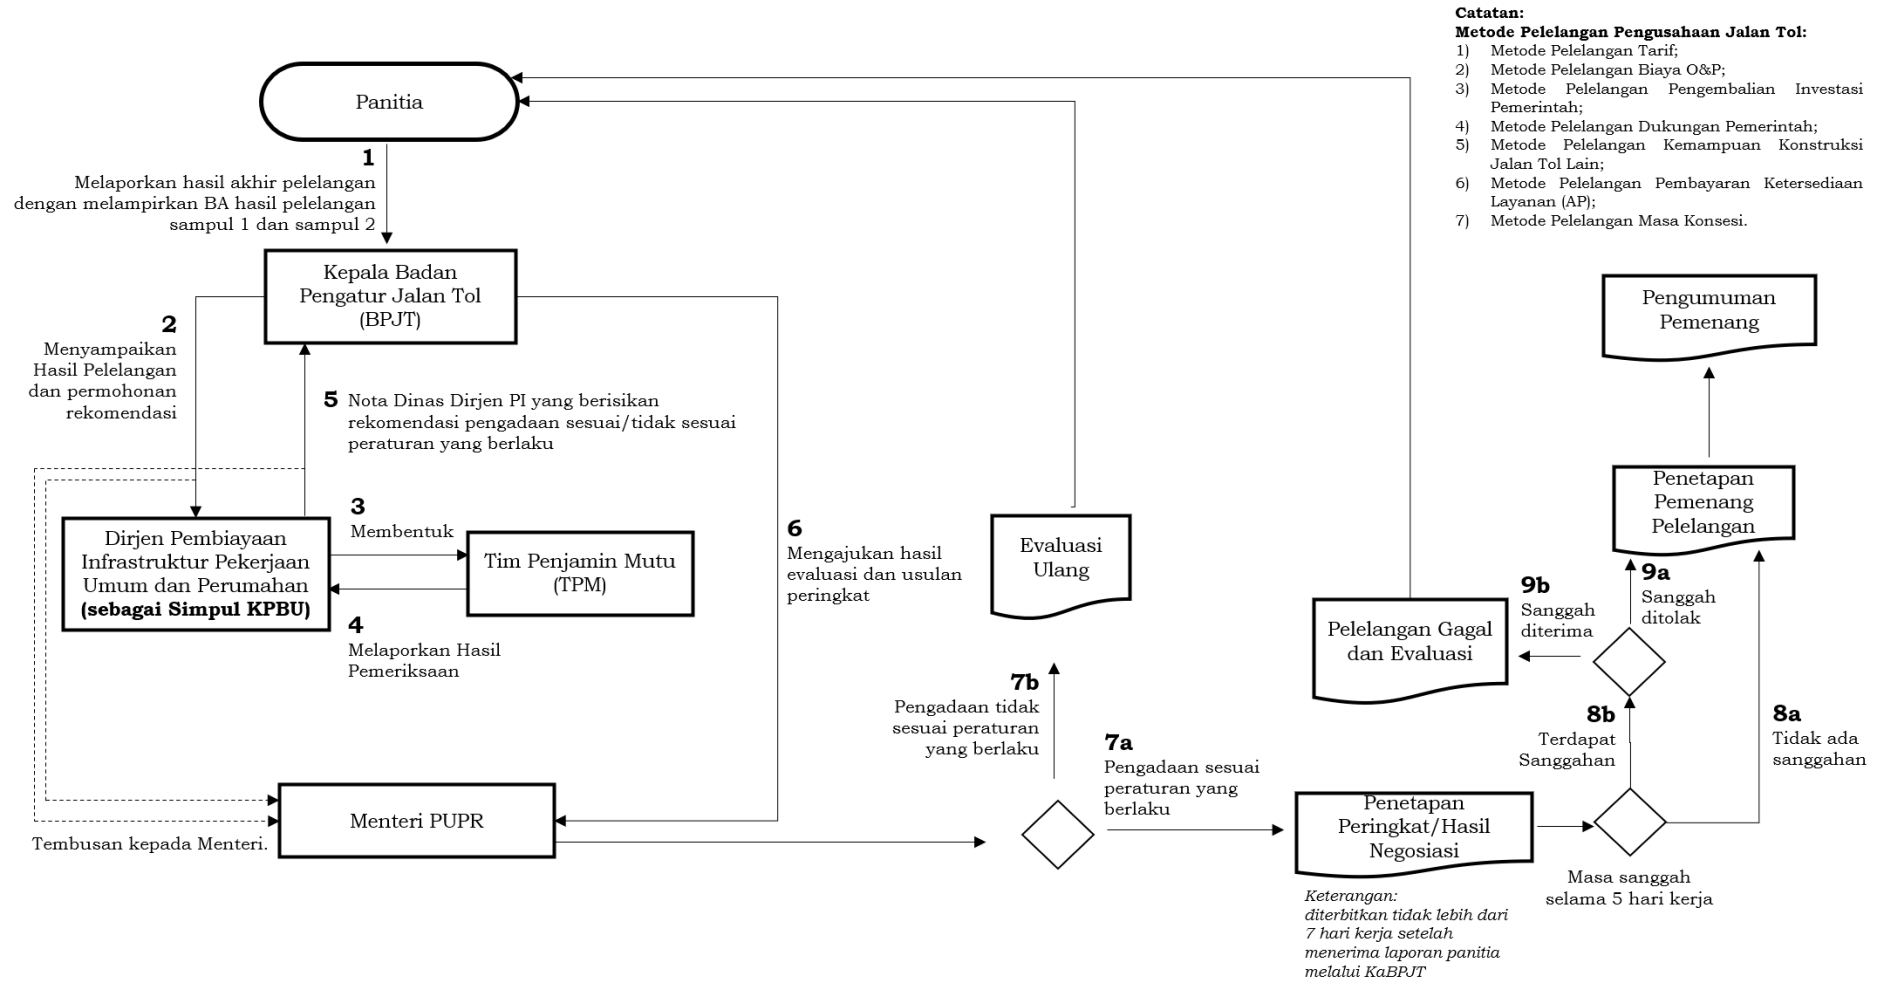 Catatan:
Metode Pelelangan Pengusahaan Jalan Tol:
1) Metode Pelelangan Tarif;
2) Metode Pelelangan Biaya O&P;
3) Metode Pelelangan Pengembalian Investasi
Pemerintah;
4) Metode Pelelangan Dukungan Pemerintah;
5) Metode Pelelangan Kemampuan Konstruksi
Jalan Tol Lain;
6) Metode Pelelangan Pembayaran Ketersediaan
Layanan (AP);
7) Metode Pelelangan Masa Konsesi.
Panitia
1
Melaporkan hasil akhir pelelangan
dengan melampirkan BA hasil pelelangan
sampul 1 dan sampul 2
Kepala Badan
Pengatur Jalan Tol
(BPJT)
2
Menyampaikan
Hasil Pelelangan
dan permohonan
rekomendasi
5 Nota Dinas Dirjen PI yang berisikan
rekomendasi pengadaan sesuai/tidak sesuai
peraturan yang berlaku
Dirjen Pembiayaan
Infrastruktur Pekerjaan
Umum dan Perumahan
(sebagai Simpul KPBU)
3
Membentuk
Tim Penjamin Mutu
(TPM)
4
Melaporkan Hasil
Pemeriksaan
6
Mengajukan hasil
evaluasi dan usulan
peringkat
Menteri PUPR
Tembusan kepada Menteri.
Evaluasi
Ulang
7b
Pengadaan tidak
sesuai peraturan
yang berlaku
7a
Pengadaan sesuai
peraturan yang
berlaku
Penetapan
Peringkat/Hasil
Negosiasi
Keterangan:
diterbitkan tidak lebih dari
7 hari kerja setelah
menerima laporan panitia
melalui KaBPJT
Masa sanggah
selama 5 hari kerja
8b
Terdapat
Sanggahan
8a
Tidak ada
sanggahan
9b
Sanggah
diterima
9a
Sanggah
ditolak
Pelelangan Gagal
dan Evaluasi
Penetapan
Pemenang
Pelelangan
Pengumuman
Pemenang